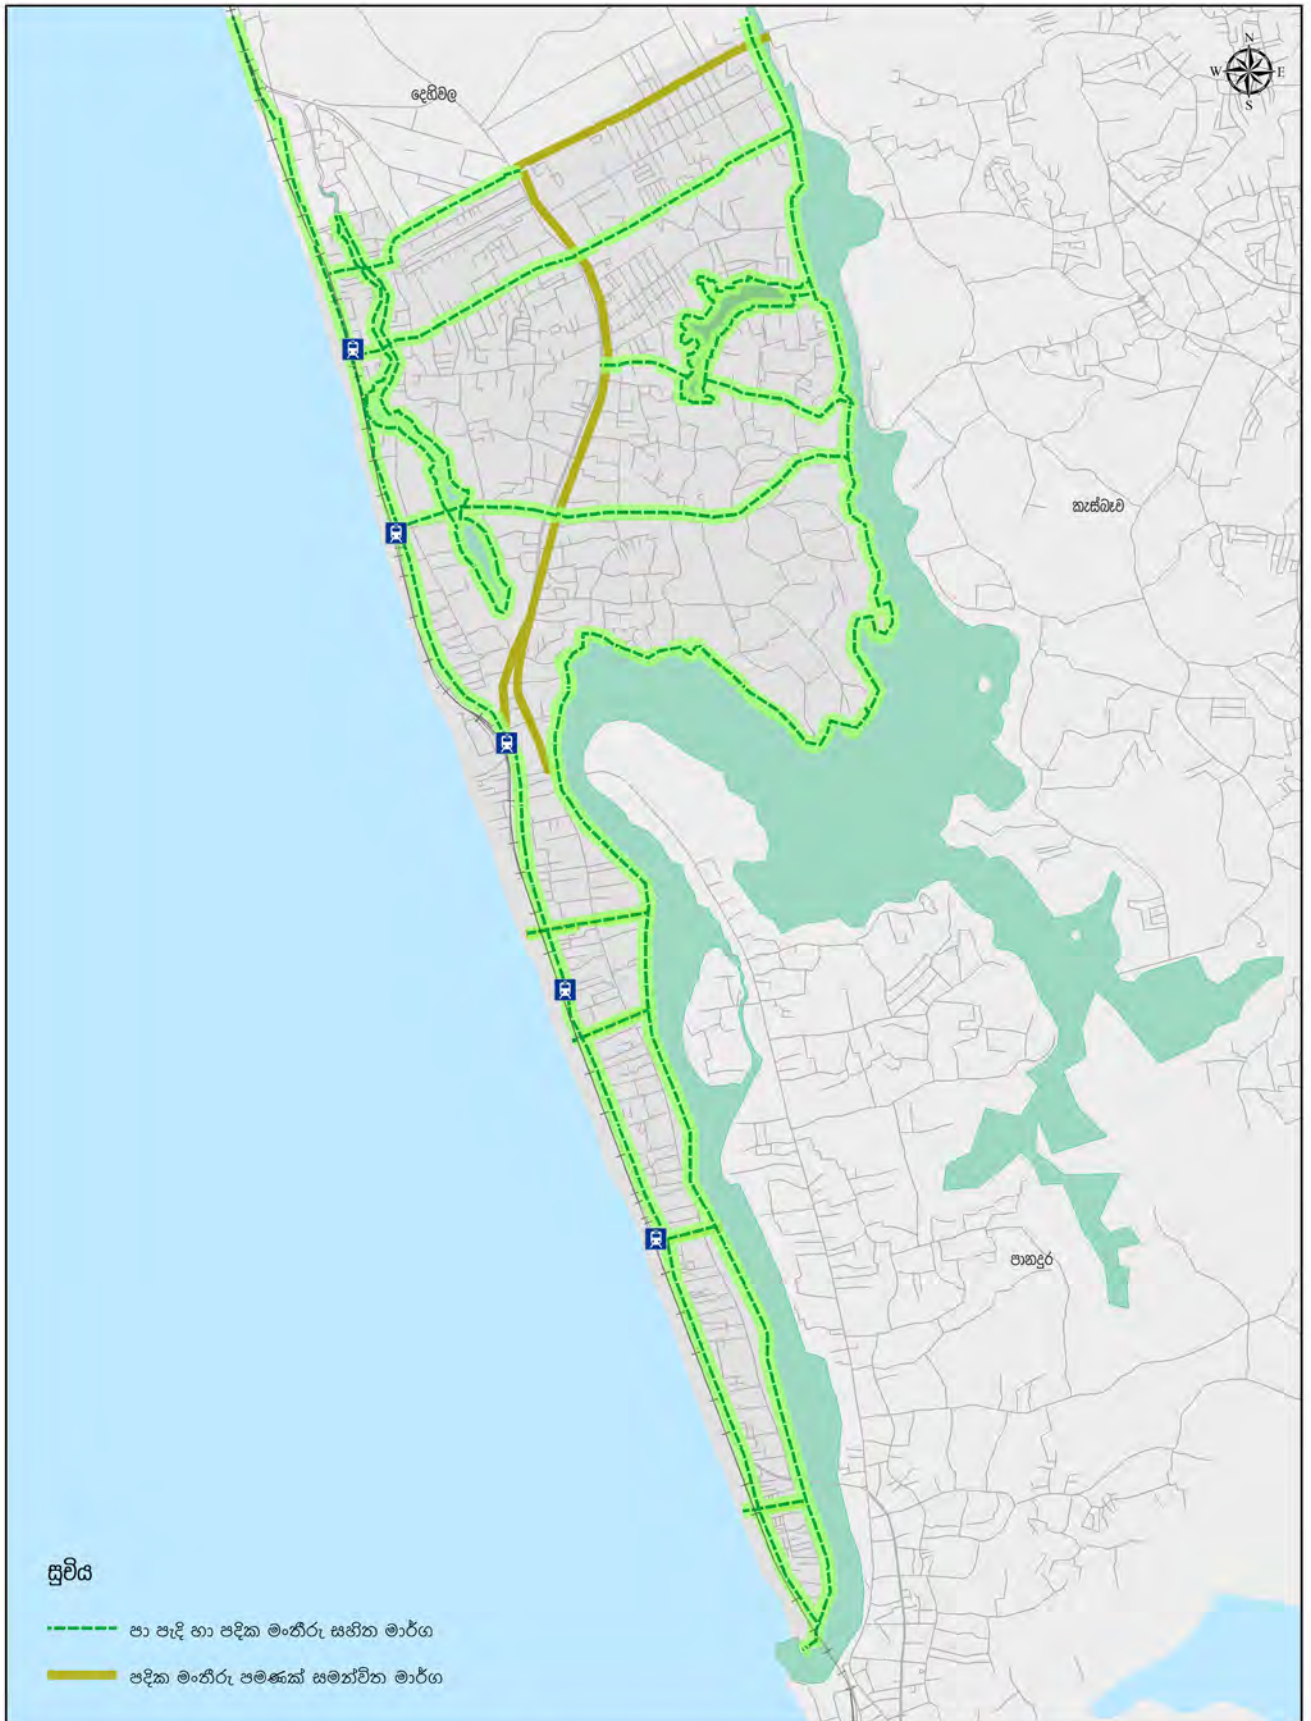 N
W E
S
දෙහිවල
කැස්බෑව
පානදුර
සුචිය
පා පැදි හා පදික මංතීරු සහිත මාර්ග
පදික මංතීරු පමණක් සමන්විත මාර්ග